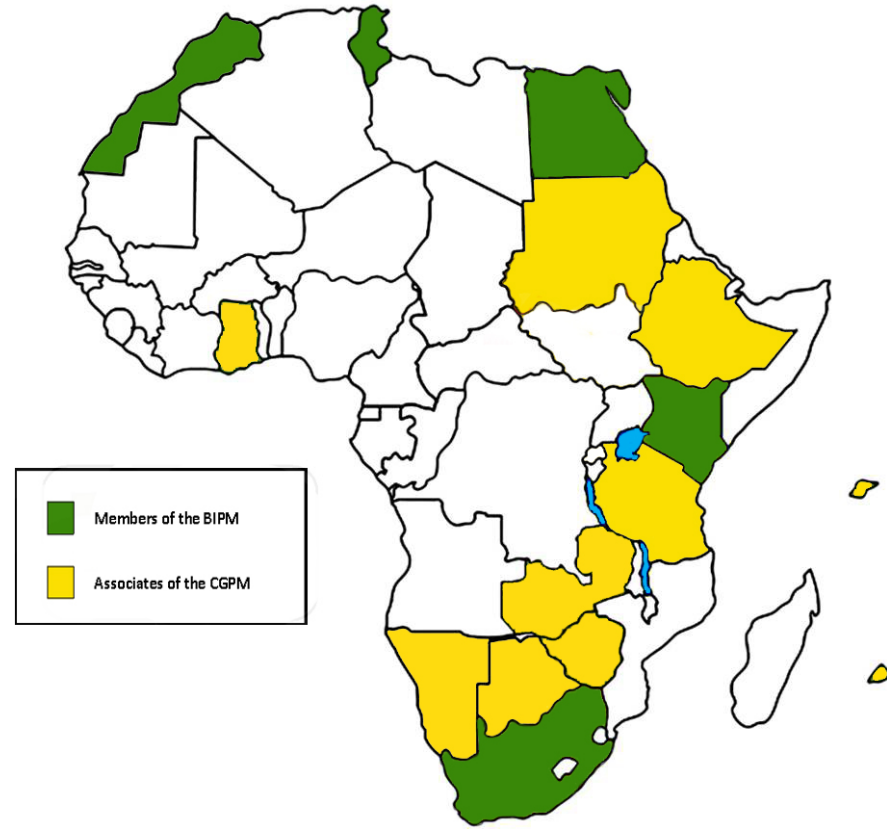 Members of the BIPM
Associates of the CGPM